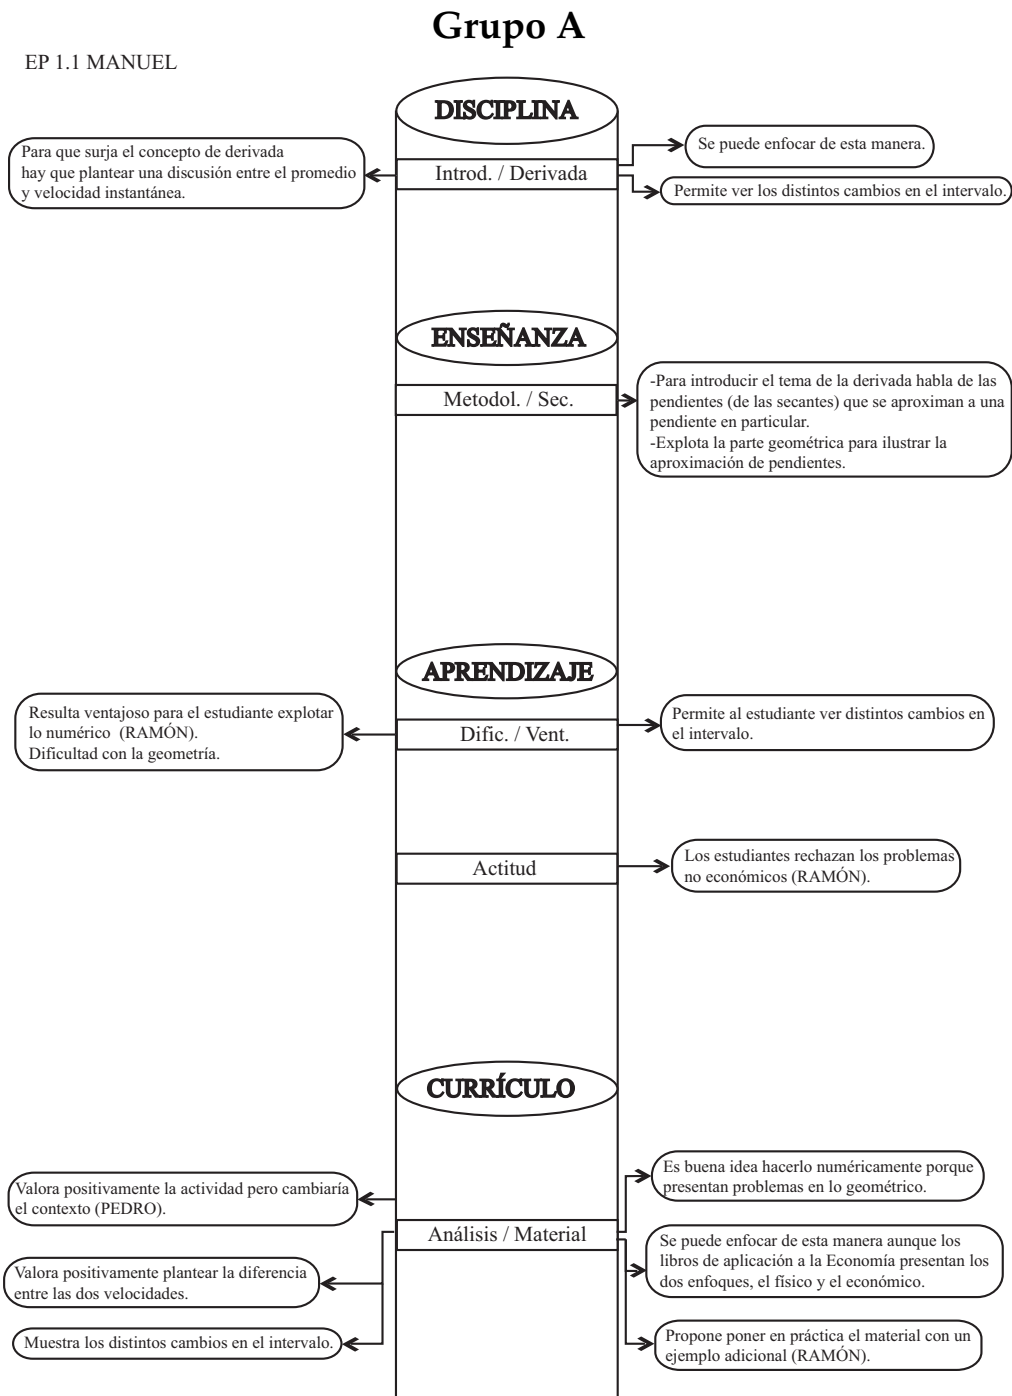 Grupo A
EP 1.1 MANUEL
DISCIPLINA
Para que surja el concepto de derivada
hay que plantear una discusión entre el promedio
y velocidad instantánea.
Introd. / Derivada
Se puede enfocar de esta manera.
Permite ver los distintos cambios en el intervalo.
ENSEÑANZA
Metodol. / Sec.
-Para introducir el tema de la derivada habla de las
pendientes (de las secantes) que se aproximan a una
pendiente en particular.
-Explota la parte geométrica para ilustrar la
aproximación de pendientes.
APRENDIZAJE
Resulta ventajoso para el estudiante explotar
lo numérico (RAMÓN).
Dificultad con la geometría.
Dific. / Vent.
Permite al estudiante ver distintos cambios en
el intervalo.
Actitud
Los estudiantes rechazan los problemas
no económicos (RAMÓN).
CURRÍCULO
Valora positivamente la actividad pero cambiaría
el contexto (PEDRO).
Valora positivamente plantear la diferencia
entre las dos velocidades.
Muestra los distintos cambios en el intervalo.
Análisis / Material
Es buena idea hacerlo numéricamente porque
presentan problemas en lo geométrico.
Se puede enfocar de esta manera aunque los
libros de aplicación a la Economía presentan los
dos enfoques, el físico y el económico.
Propone poner en práctica el material con un
ejemplo adicional (RAMÓN).